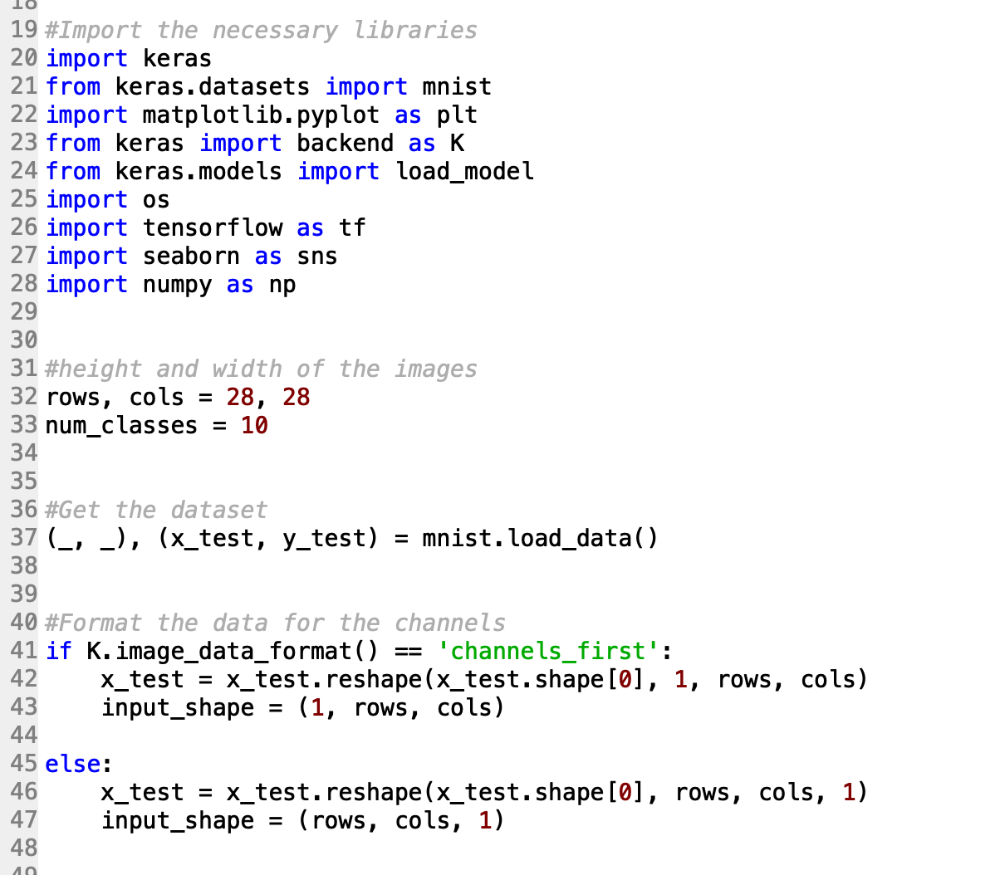 18
19 #Import the necessary libraries
20 import keras
21 from keras.datasets import mnist
22 import matplotlib.pyplot as plt
23 from keras import backend as K
24 from keras.models import load_model
25 import os
26 import tensorflow as tf
27 import seaborn as sns
28 import numpy as np
29
30
31 #height and width of the images
32 rows, cols = 28, 28
33 num_classes = 10
34
35
36 #Get the dataset
37 (_, _), (x_test, y_test) = mnist.load_data()
38
39
40 #Format the data for the channels
41 if K.image_data_format() == 'channels_first':
42     x_test = x_test.reshape(x_test.shape[0], 1, rows, cols)
43     input_shape = (1, rows, cols)
44
45 else:
46     x_test = x_test.reshape(x_test.shape[0], rows, cols, 1)
47     input_shape = (rows, cols, 1)
48
49